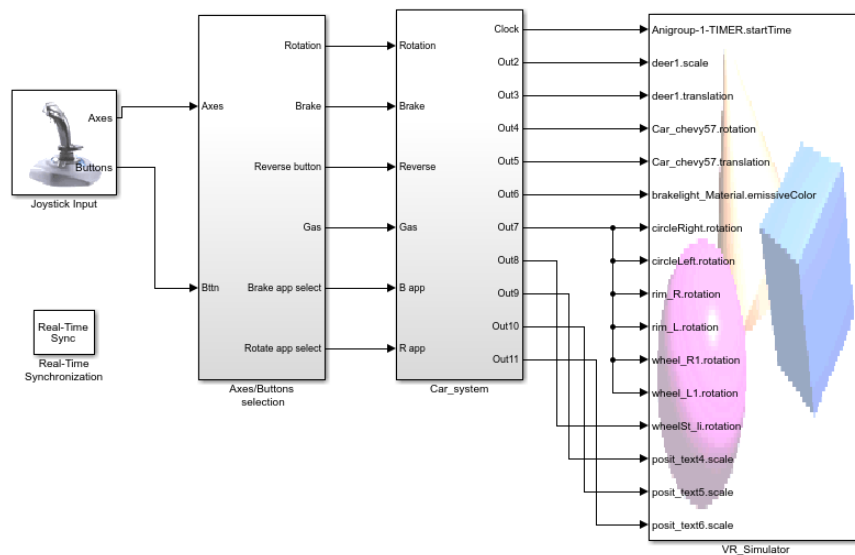 Axes
Buttons
Joystick Input
Real-Time
Sync
Real-Time
Synchronization
Axes
Bttn
Rotation
Brake
Reverse button
Gas
Brake app select
Rotate app select
Axes/Buttons
selection
Rotation
Brake
Reverse
Gas
B app
R app
Clock
Out2
Out3
Out4
Out5
Out6
Out7
Out8
Out9
Out10
Out11
Car_system
Anigroup-1-TIMER.startTime
deer1.scale
deer1.translation
Car_chevy57.rotation
Car_chevy57.translation
brakelight_Material.emissiveColor
circleRight.rotation
circleLeft.rotation
rim_R.rotation
rim_L.rotation
wheel_R1.rotation
wheel_L1.rotation
wheelSt_li.rotation
posit_text4.scale
posit_text5.scale
posit_text6.scale
VR_Simulator